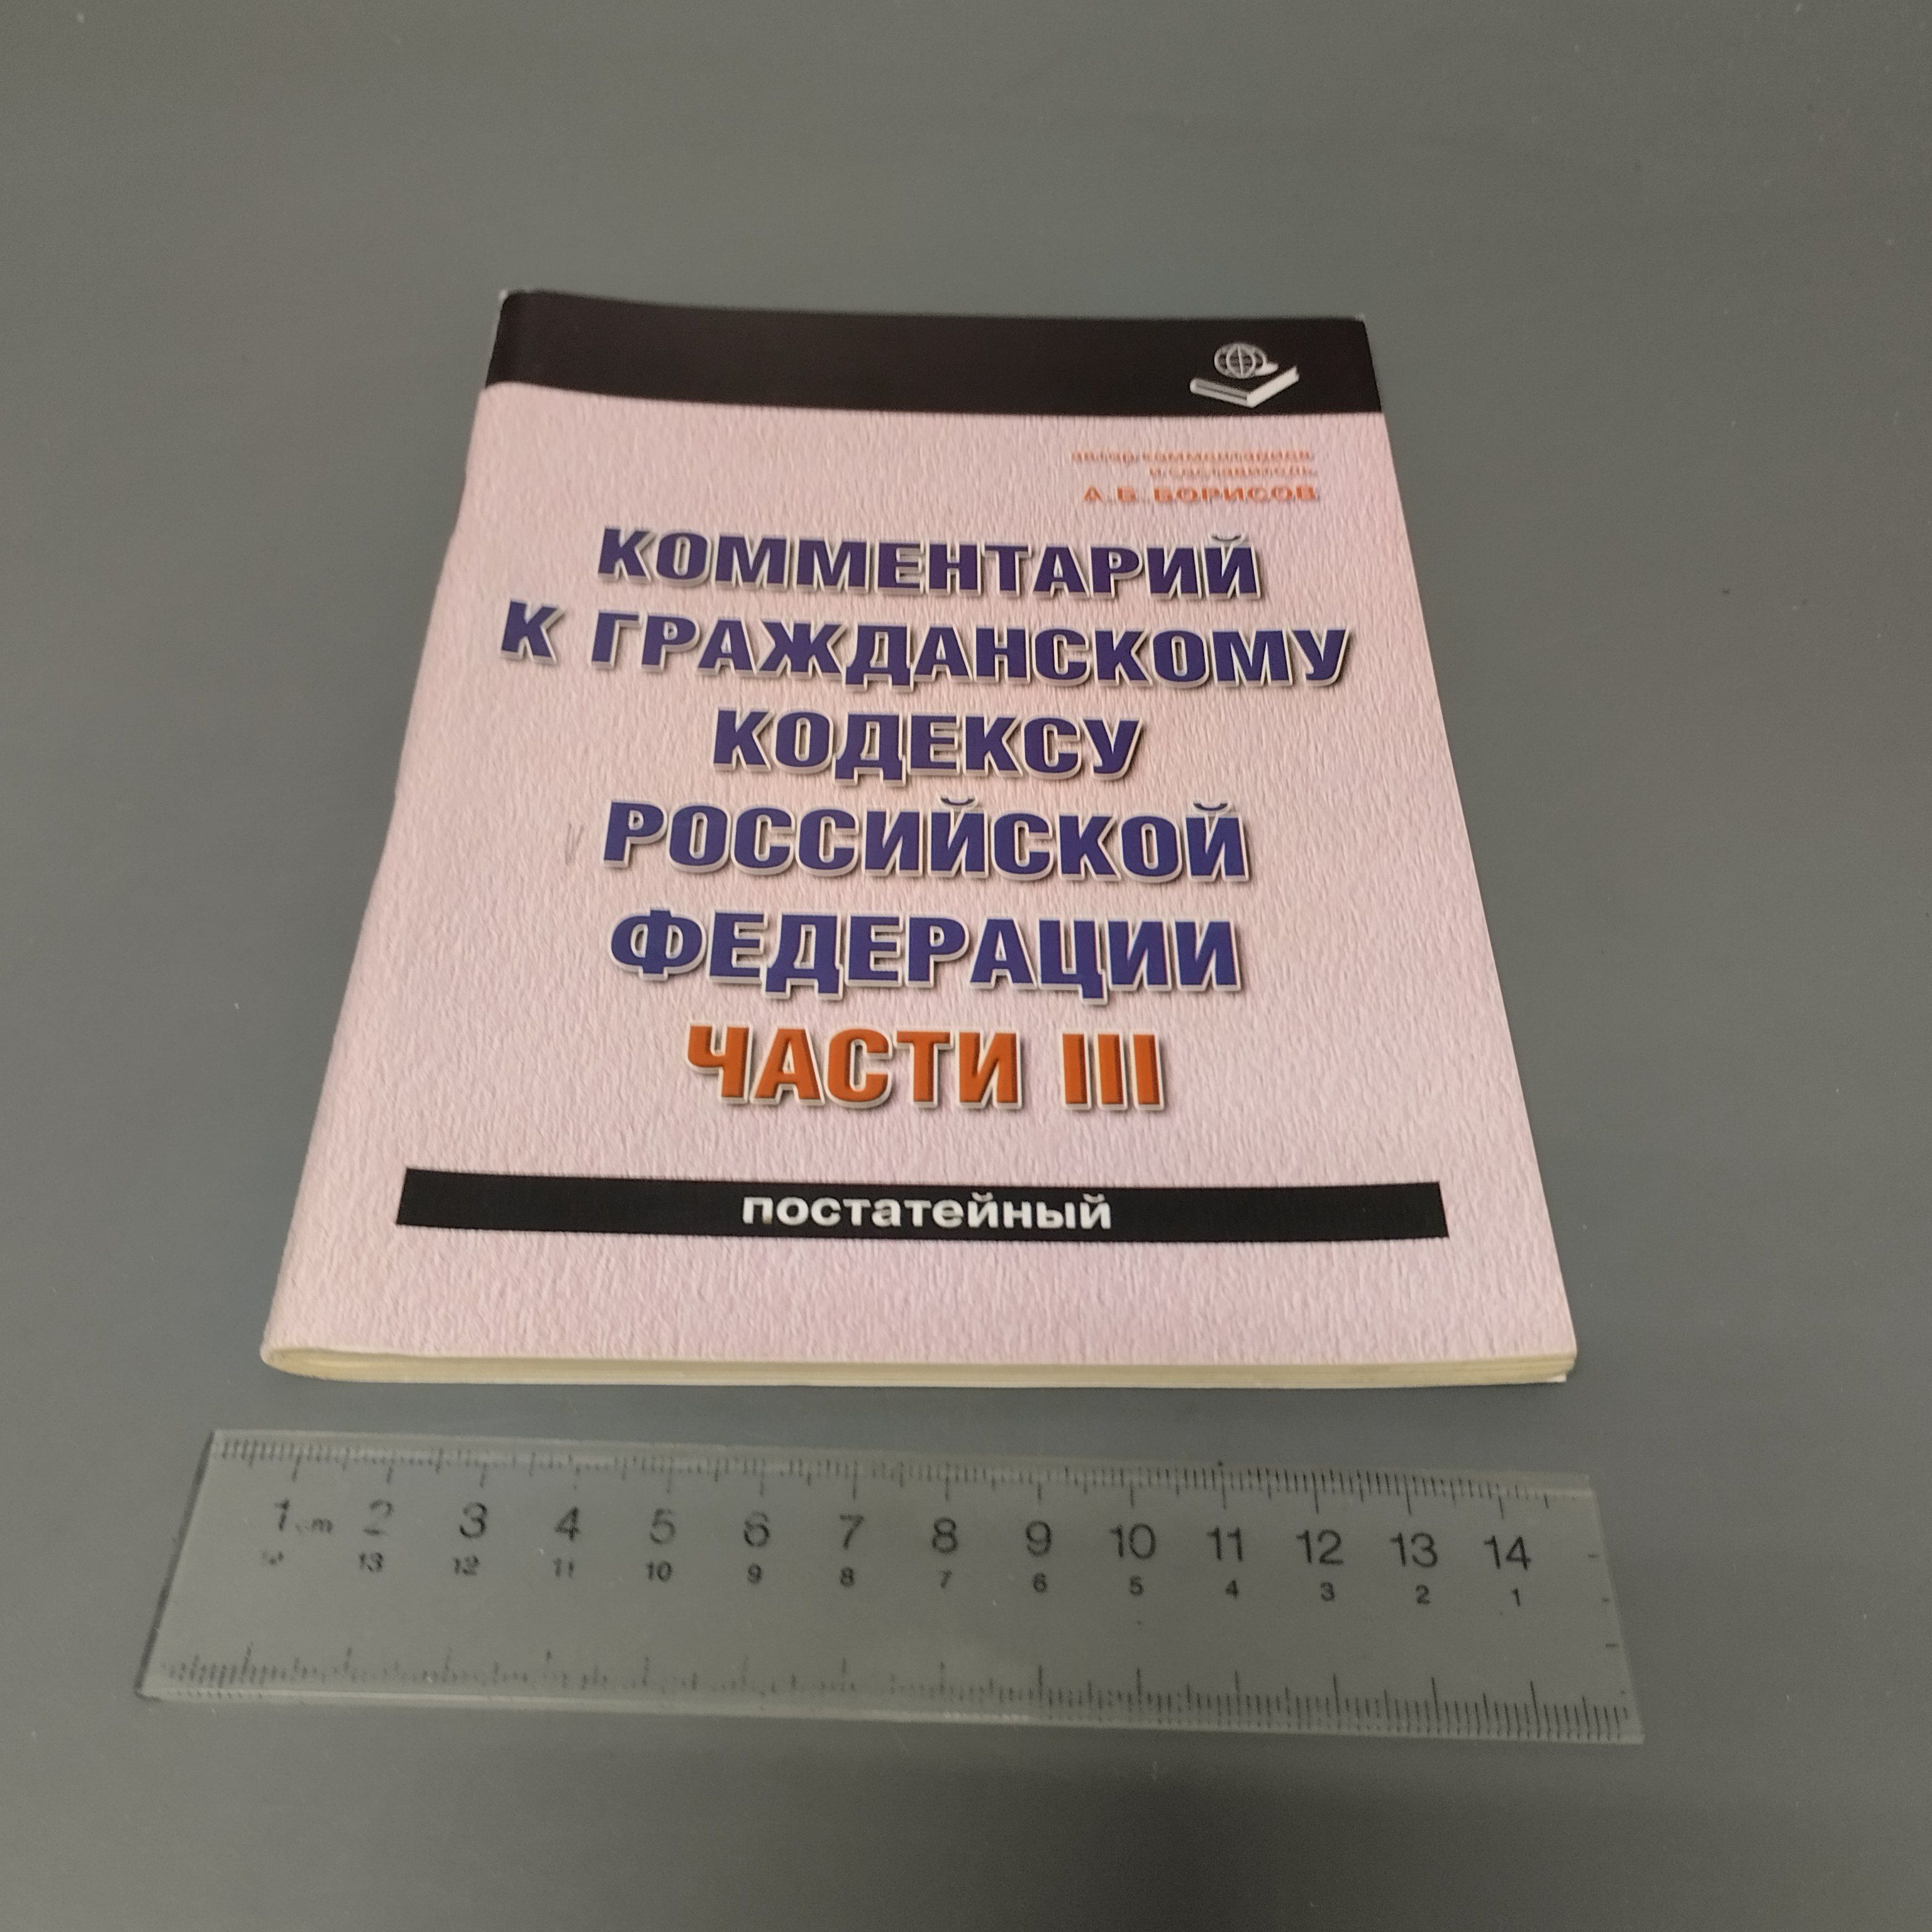 автор комментариев
и составитель
А.Б. БОРИСОВ
КОММЕНТАРИЙ
К ГРАЖДАНСКОМУ
КОДЕКСУ
РОССИЙСКОЙ
ФЕДЕРАЦИИ
ЧАСТИ III
постатейный
1 cm 2 3 4 5 6 7 8 9 10 11 12 13 14
13 12 11 10 9 8 7 6 5 4 3 2 1